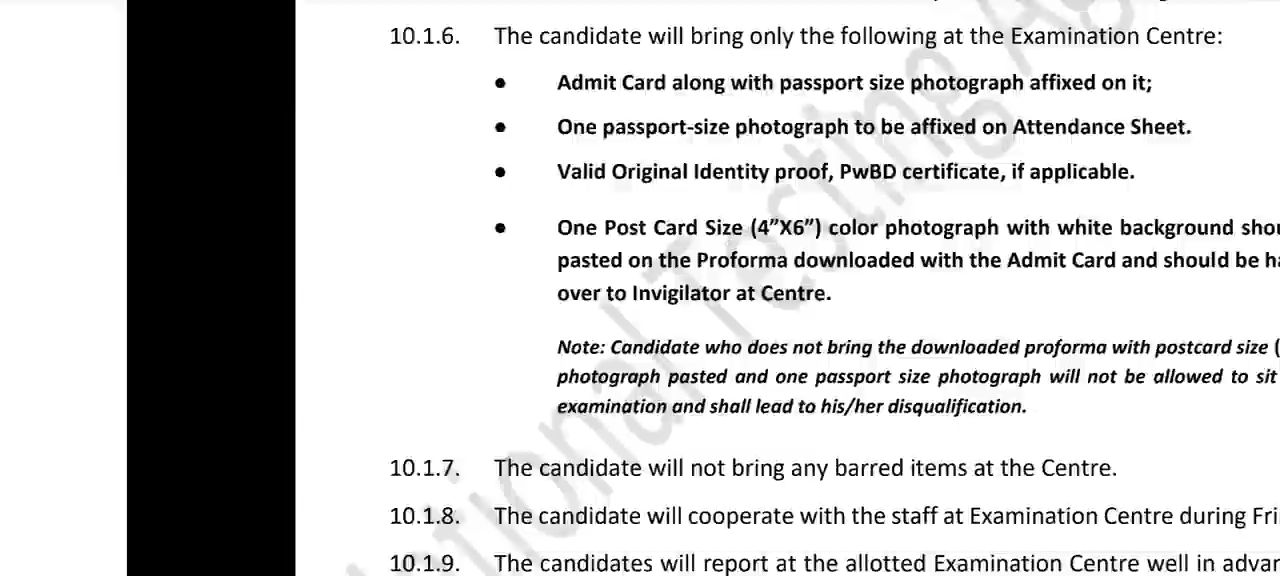 10.1.6. The candidate will bring only the following at the Examination Centre:
• Admit Card along with passport size photograph affixed on it;
• One passport-size photograph to be affixed on Attendance Sheet.
• Valid Original Identity proof, PwBD certificate, if applicable.
• One Post Card Size (4”X6”) color photograph with white background
pasted on the Proforma downloaded with the Admit Card and should be
over to Invigilator at Centre.
Note: Candidate who does not bring the downloaded proforma with postcard size (
photograph pasted and one passport size photograph will not be allowed to sit
examination and shall lead to his/her disqualification.
10.1.7. The candidate will not bring any barred items at the Centre.
10.1.8. The candidate will cooperate with the staff at Examination Centre during
10.1.9. The candidates will report at the allotted Examination Centre well in